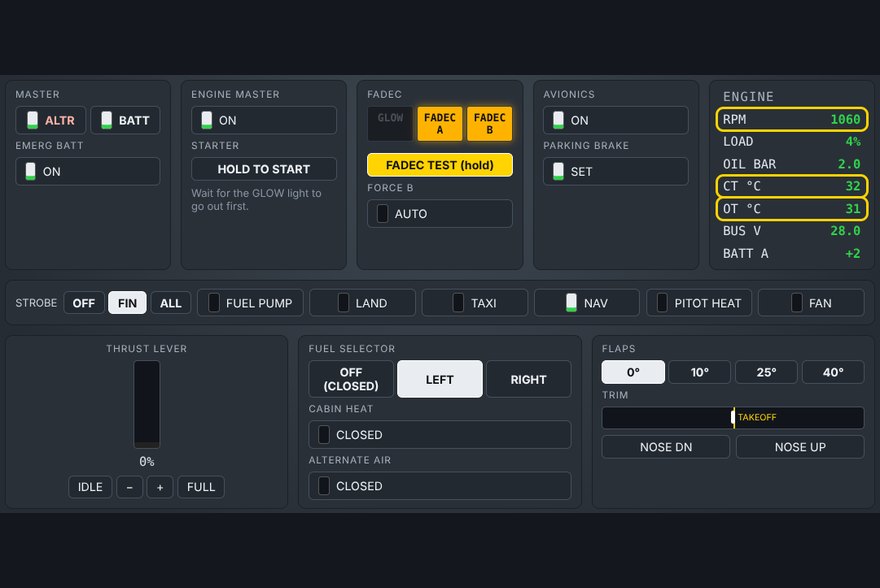 MASTER
ALTR
BATT
EMERG BATT
ON
ENGINE MASTER
ON
STARTER
HOLD TO START
Wait for the GLOW light to
go out first.
FADEC
GLOW
FADEC
A
FADEC
B
FADEC TEST (hold)
FORCE B
AUTO
AVIONICS
ON
PARKING BRAKE
SET
ENGINE
RPM 1060
LOAD 4%
OIL BAR 2.0
CT °C 32
OT °C 31
BUS V 28.0
BATT A +2
STROBE
OFF
FIN
ALL
FUEL PUMP
LAND
TAXI
NAV
PITOT HEAT
FAN
THRUST LEVER
0%
IDLE
−
+
FULL
FUEL SELECTOR
OFF
(CLOSED)
LEFT
RIGHT
CABIN HEAT
CLOSED
ALTERNATE AIR
CLOSED
FLAPS
0°
10°
25°
40°
TRIM
TAKEOFF
NOSE DN
NOSE UP